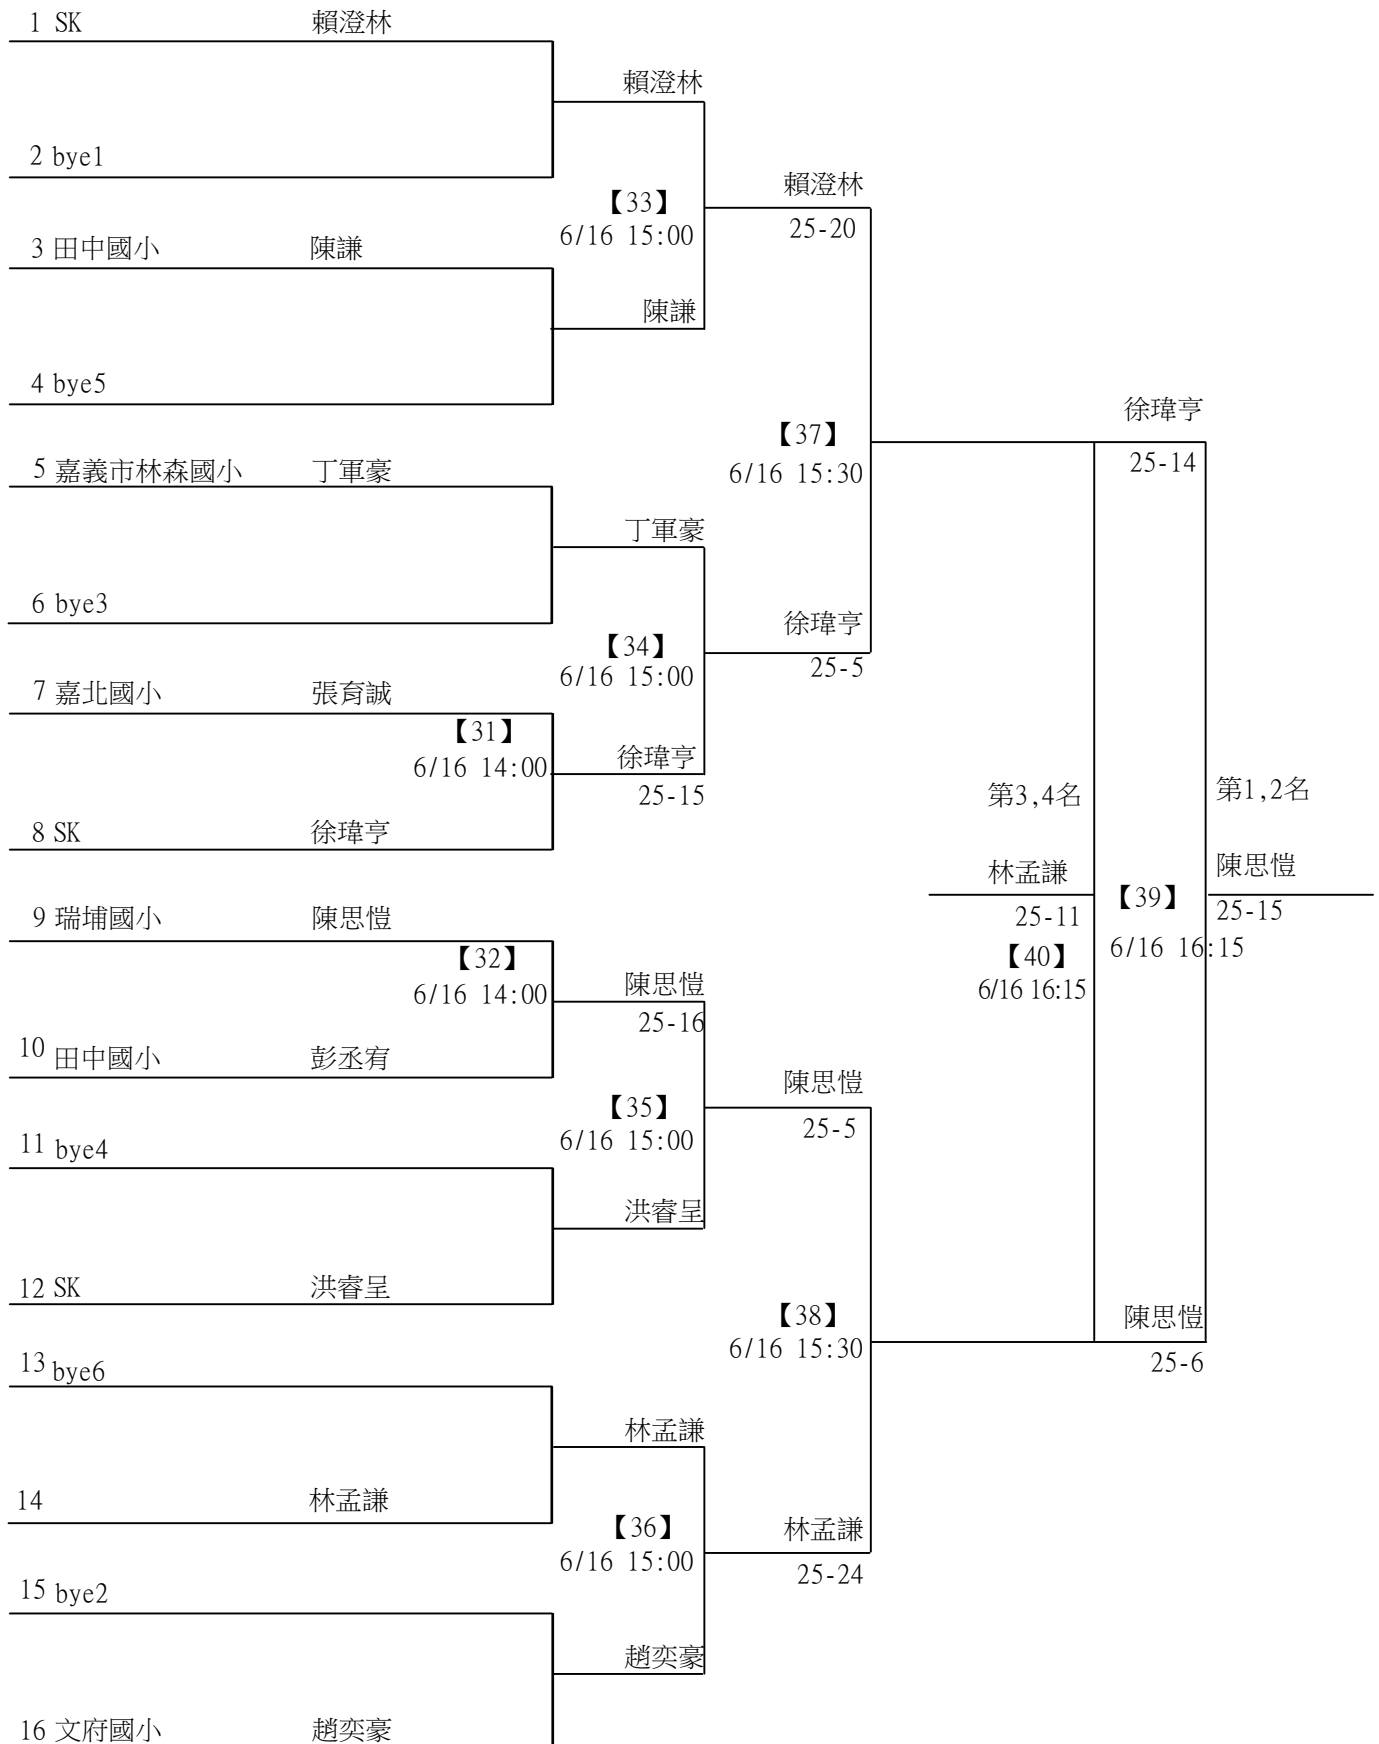 1 SK 賴澄林
賴澄林
2 bye1
賴澄林
【33】
25-20
6/16 15:00
3 田中國小 陳謙
陳謙
4 bye5
徐瑋亨
【37】
25-14
6/16 15:30
5 嘉義市林森國小 丁軍豪
丁軍豪
6 bye3
徐瑋亨
【34】
25-5
6/16 15:00
7 嘉北國小 張育誠
【31】
6/16 14:00
徐瑋亨
25-15
第3,4名
第1,2名
8 SK 徐瑋亨
林孟謙
陳思愷
【39】
25-11
25-15
9 瑞埔國小 陳思愷
【40】
6/16 16:15
6/16 16:15
【32】
6/16 14:00
陳思愷
25-16
10 田中國小 彭丞宥
陳思愷
【35】
25-5
6/16 15:00
11 bye4
洪睿呈
12 SK 洪睿呈
【38】
陳思愷
6/16 15:30
25-6
13 bye6
林孟謙
14 林孟謙
【36】
林孟謙
6/16 15:00
25-24
15 bye2
趙奕豪
16 文府國小 趙奕豪